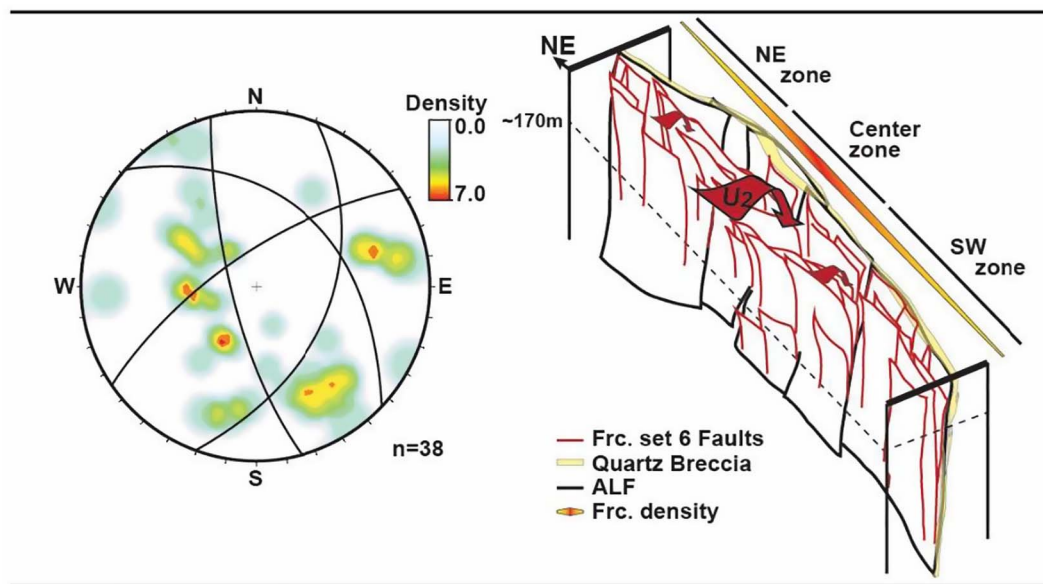 N
W
E
S
n=38
Density
0.0
7.0
NE
~170m
NE
zone
Center
zone
SW
zone
U2
Frc. set 6 Faults
Quartz Breccia
ALF
Frc. density